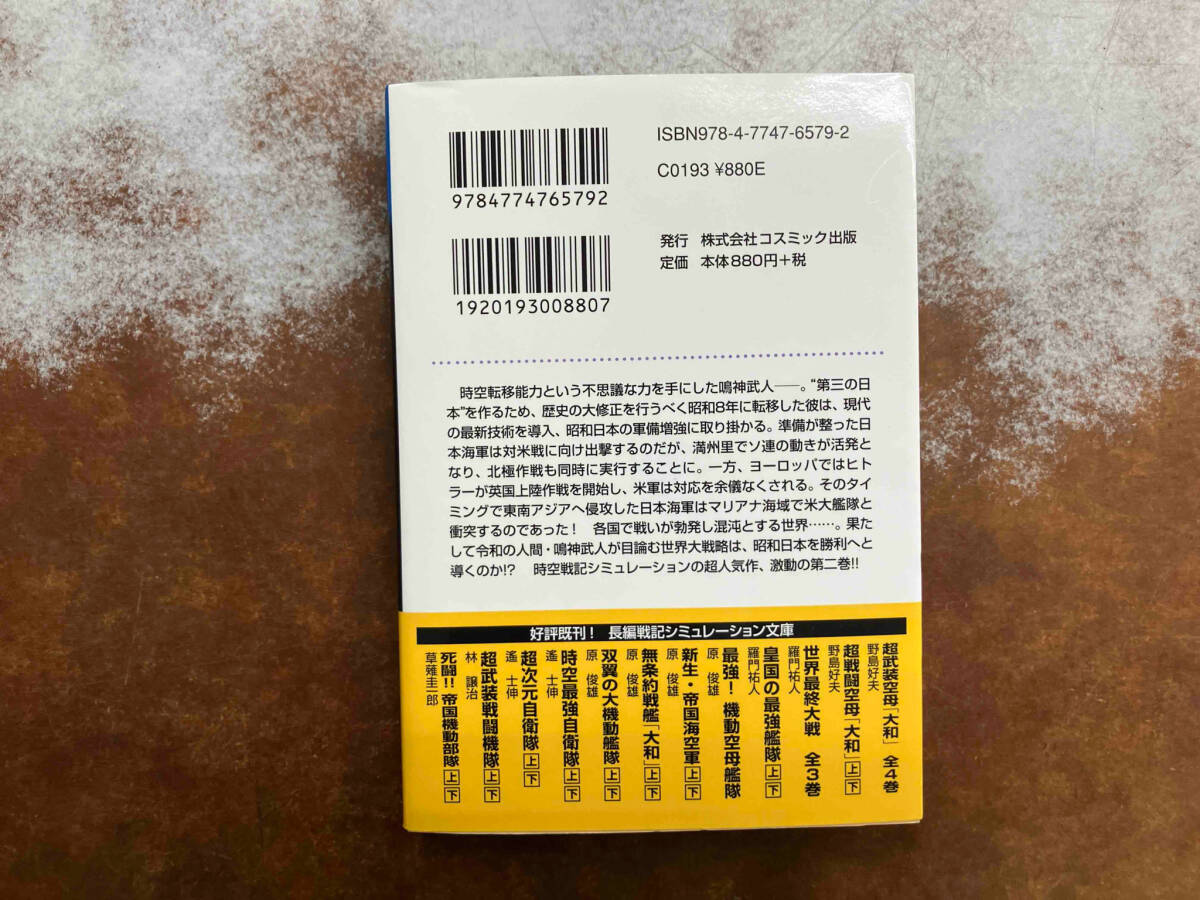 9784774765792
1920193008807
ISBN978-4-7747-6579-2
C0193 ¥880E
発行 株式会社コスミック出版
定価 本体880円+税
時空転移能力という不思議な力を手にした鳴神武人――。“第三の日
本”を作るため、歴史の大修正を行うべく昭和8年に転移した彼は、現代
の最新技術を導入、昭和日本の軍備増強に取り掛かる。準備が整った日
本海軍は対米戦に向け出撃するのだが、満州里でソ連の動きが活発と
なり、北極作戦も同時に実行することに。一方、ヨーロッパではヒト
ラーが英国上陸作戦を開始し、米軍は対応を余儀なくされる。そのタイ
ミングで東南アジアへ侵攻した日本海軍はマリアナ海域で米大艦隊と
衝突するのであった! 各国で戦いが勃発し混沌とする世界……。果た
して令和の人間・鳴神武人が目論む世界大戦略は、昭和日本を勝利へと
導くのか!? 時空戦記シミュレーションの超人気作、激動の第二巻!!
好評既刊! 長編戦記シミュレーション文庫
超武装空母「大和」 全4巻
野島好夫
超戦闘空母「大和」上下
野島好夫
世界最終大戦 全3巻
羅門祐人
皇国の最強艦隊上下
羅門祐人
最強! 機動空母艦隊
原 俊雄
新生・帝国海空軍上下
原 俊雄
無条約戦艦「大和」上下
原 俊雄
双翼の大機動艦隊上下
原 俊雄
時空最強自衛隊上下
遙 士伸
超次元自衛隊上下
遙 士伸
超武装戦闘機隊上下
林 譲治
死闘!! 帝国機動部隊上下
草薙圭一郎